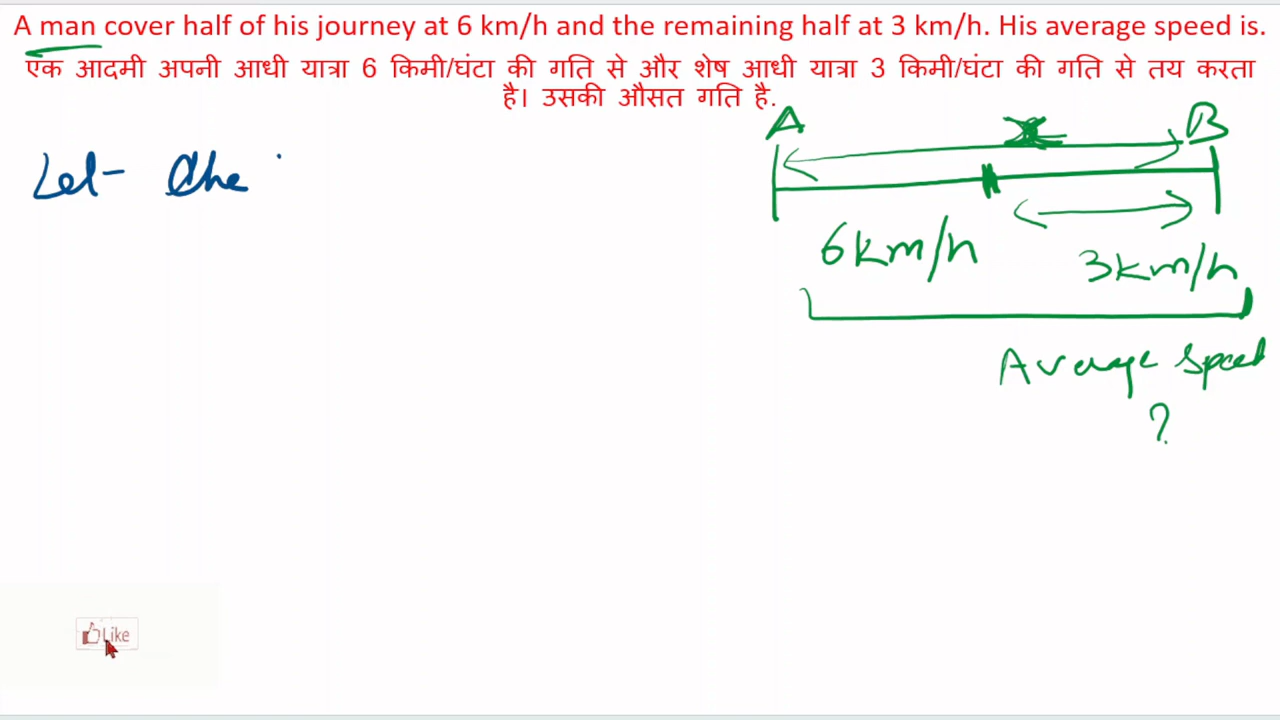 A man cover half of his journey at 6 km/h and the remaining half at 3 km/h. His average speed is.
एक आदमी अपनी आधी यात्रा 6 किमी/घंटा की गति से और शेष आधी यात्रा 3 किमी/घंटा की गति से तय करता
है। उसकी औसत गति है.
A B
Let
6km/h 3km/h
Average speed
?
Like